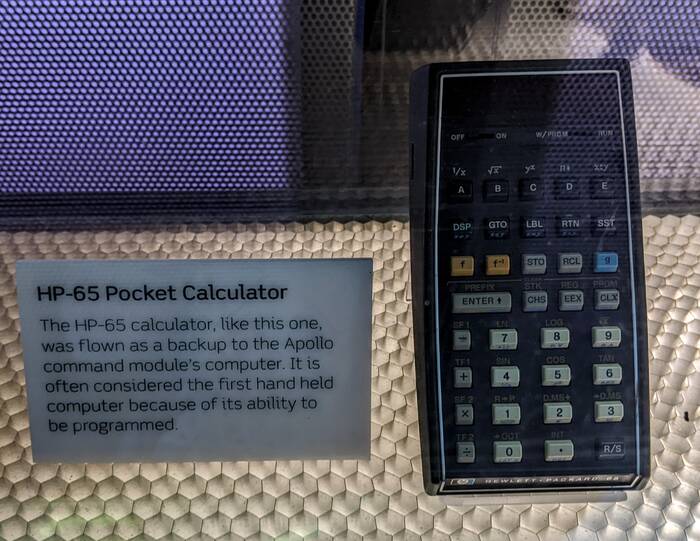 HP-65 Pocket Calculator
The HP-65 calculator, like this one,
was flown as a backup to the Apollo
command module's computer. It is
often considered the first hand held
computer because of its ability to
be programmed.
OFF ON W/PRGM RUN
1/x √x yˣ R↓ x⇄y
A B C D E
DSP GTO LBL RTN SST
f f⁻¹ STO RCL g
PREFIX STK REG PRGM
ENTER ↑ CHS EEX CLX
SF 1 LN LOG √x
- 7 8 9
TF 1 SIN COS TAN
+ 4 5 6
SF 2 R→P D.MS+ →D.MS
× 1 2 3
TF 2 →OCT INT
÷ 0 . R/S
hp HEWLETT·PACKARD 65